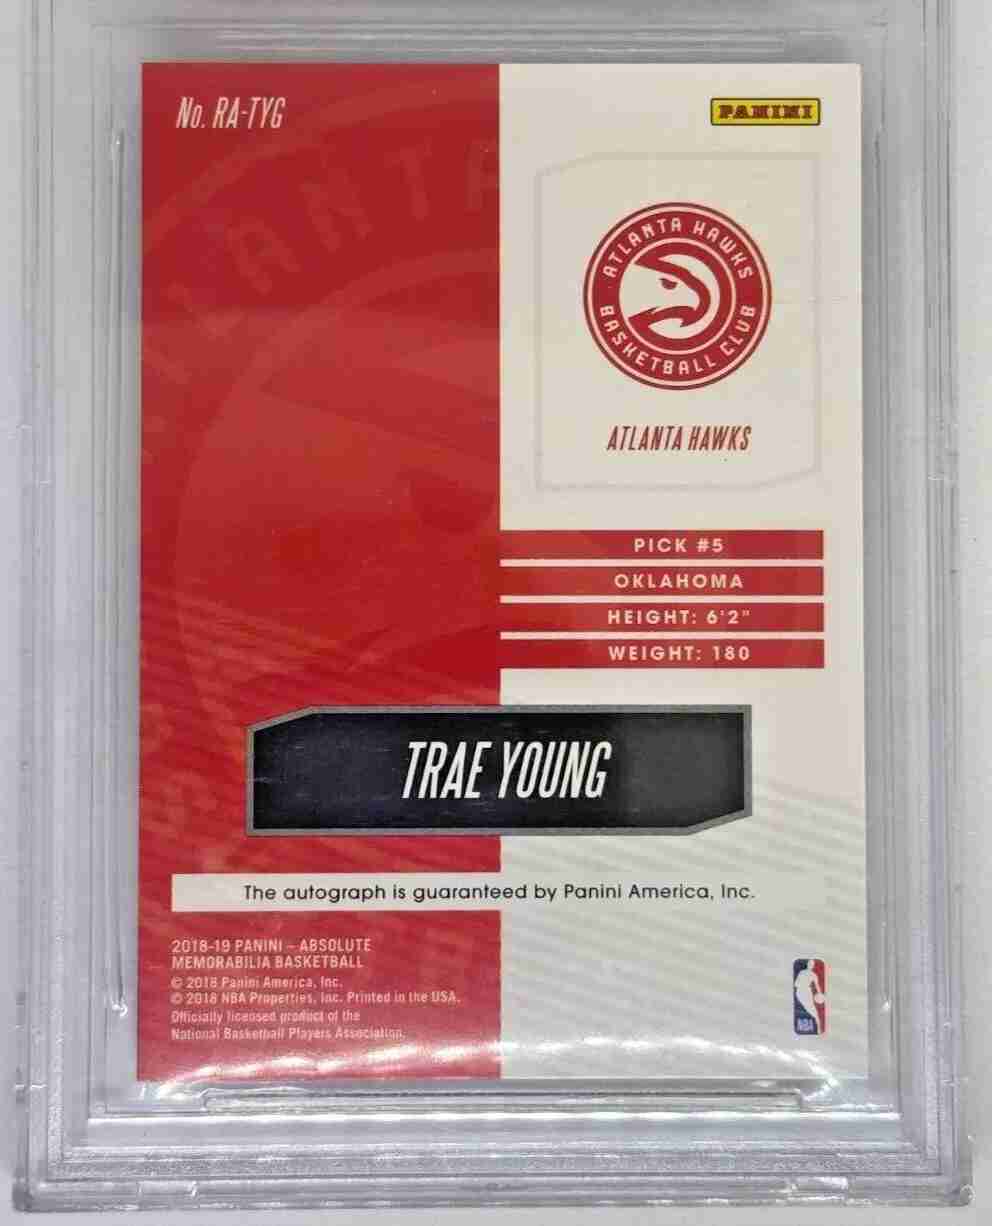 No. RA-TYG
PANINI
ATLANTA HAWKS
BASKETBALL CLUB
ATLANTA HAWKS
PICK #5
OKLAHOMA
HEIGHT: 6'2"
WEIGHT: 180
TRAE YOUNG
The autograph is guaranteed by Panini America, Inc.
2018-19 PANINI – ABSOLUTE
MEMORABILIA BASKETBALL
© 2018 Panini America, Inc.
© 2018 NBA Properties, Inc. Printed in the USA.
Officially licensed product of the
National Basketball Players Association.
NBA